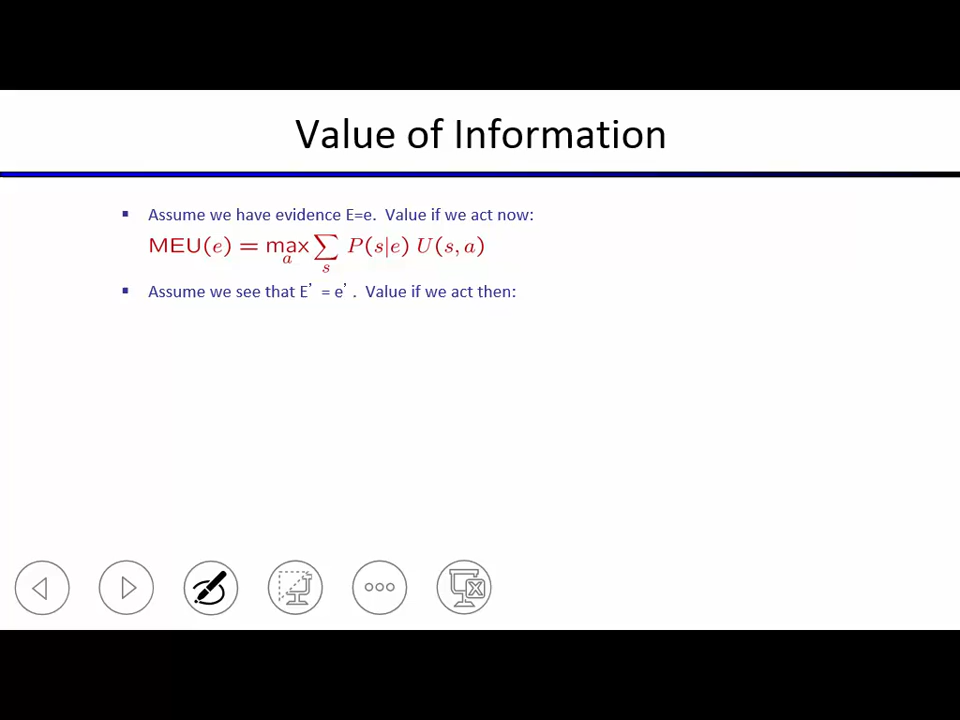 Value of Information
▪ Assume we have evidence E=e. Value if we act now:
MEU(e) = max_a ∑_s P(s|e) U(s, a)
▪ Assume we see that E’ = e’. Value if we act then: